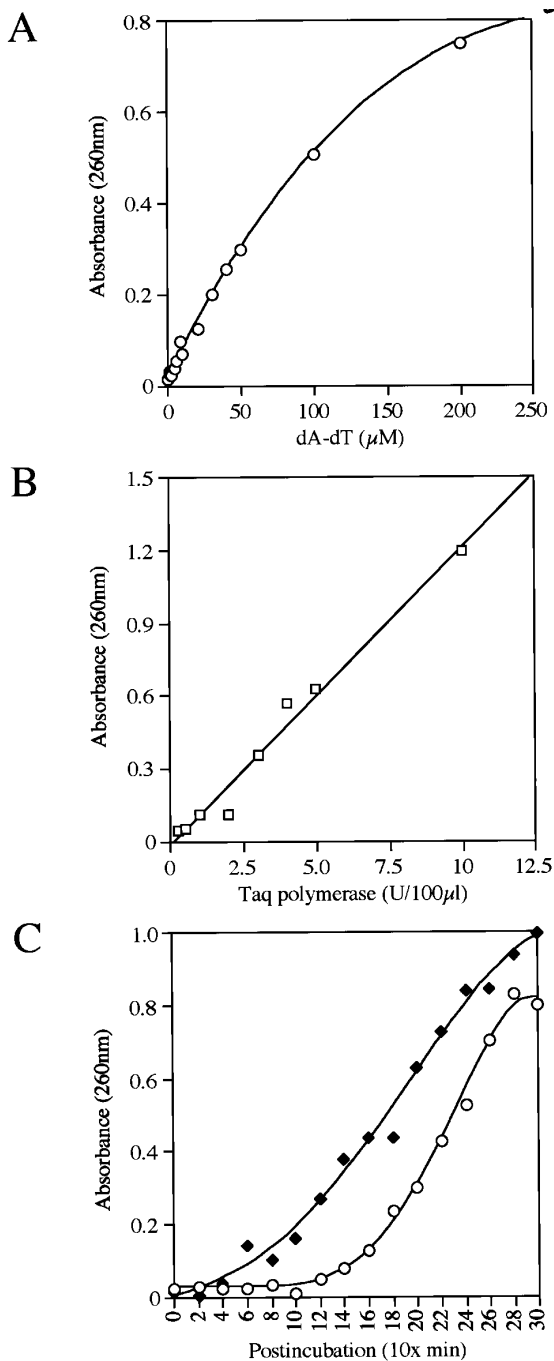 A
0.8
0.6
0.4
0.2
0
Absorbance (260nm)
0 50 100 150 200 250
dA-dT (µM)
B
1.5
1.2
0.9
0.6
0.3
0
Absorbance (260nm)
0 2.5 5.0 7.5 10 12.5
Taq polymerase (U/100µl)
C
1.0
0.8
0.6
0.4
0.2
0
Absorbance (260nm)
0 2 4 6 8 10 12 14 16 18 20 22 24 26 28 30
Postincubation (10x min)